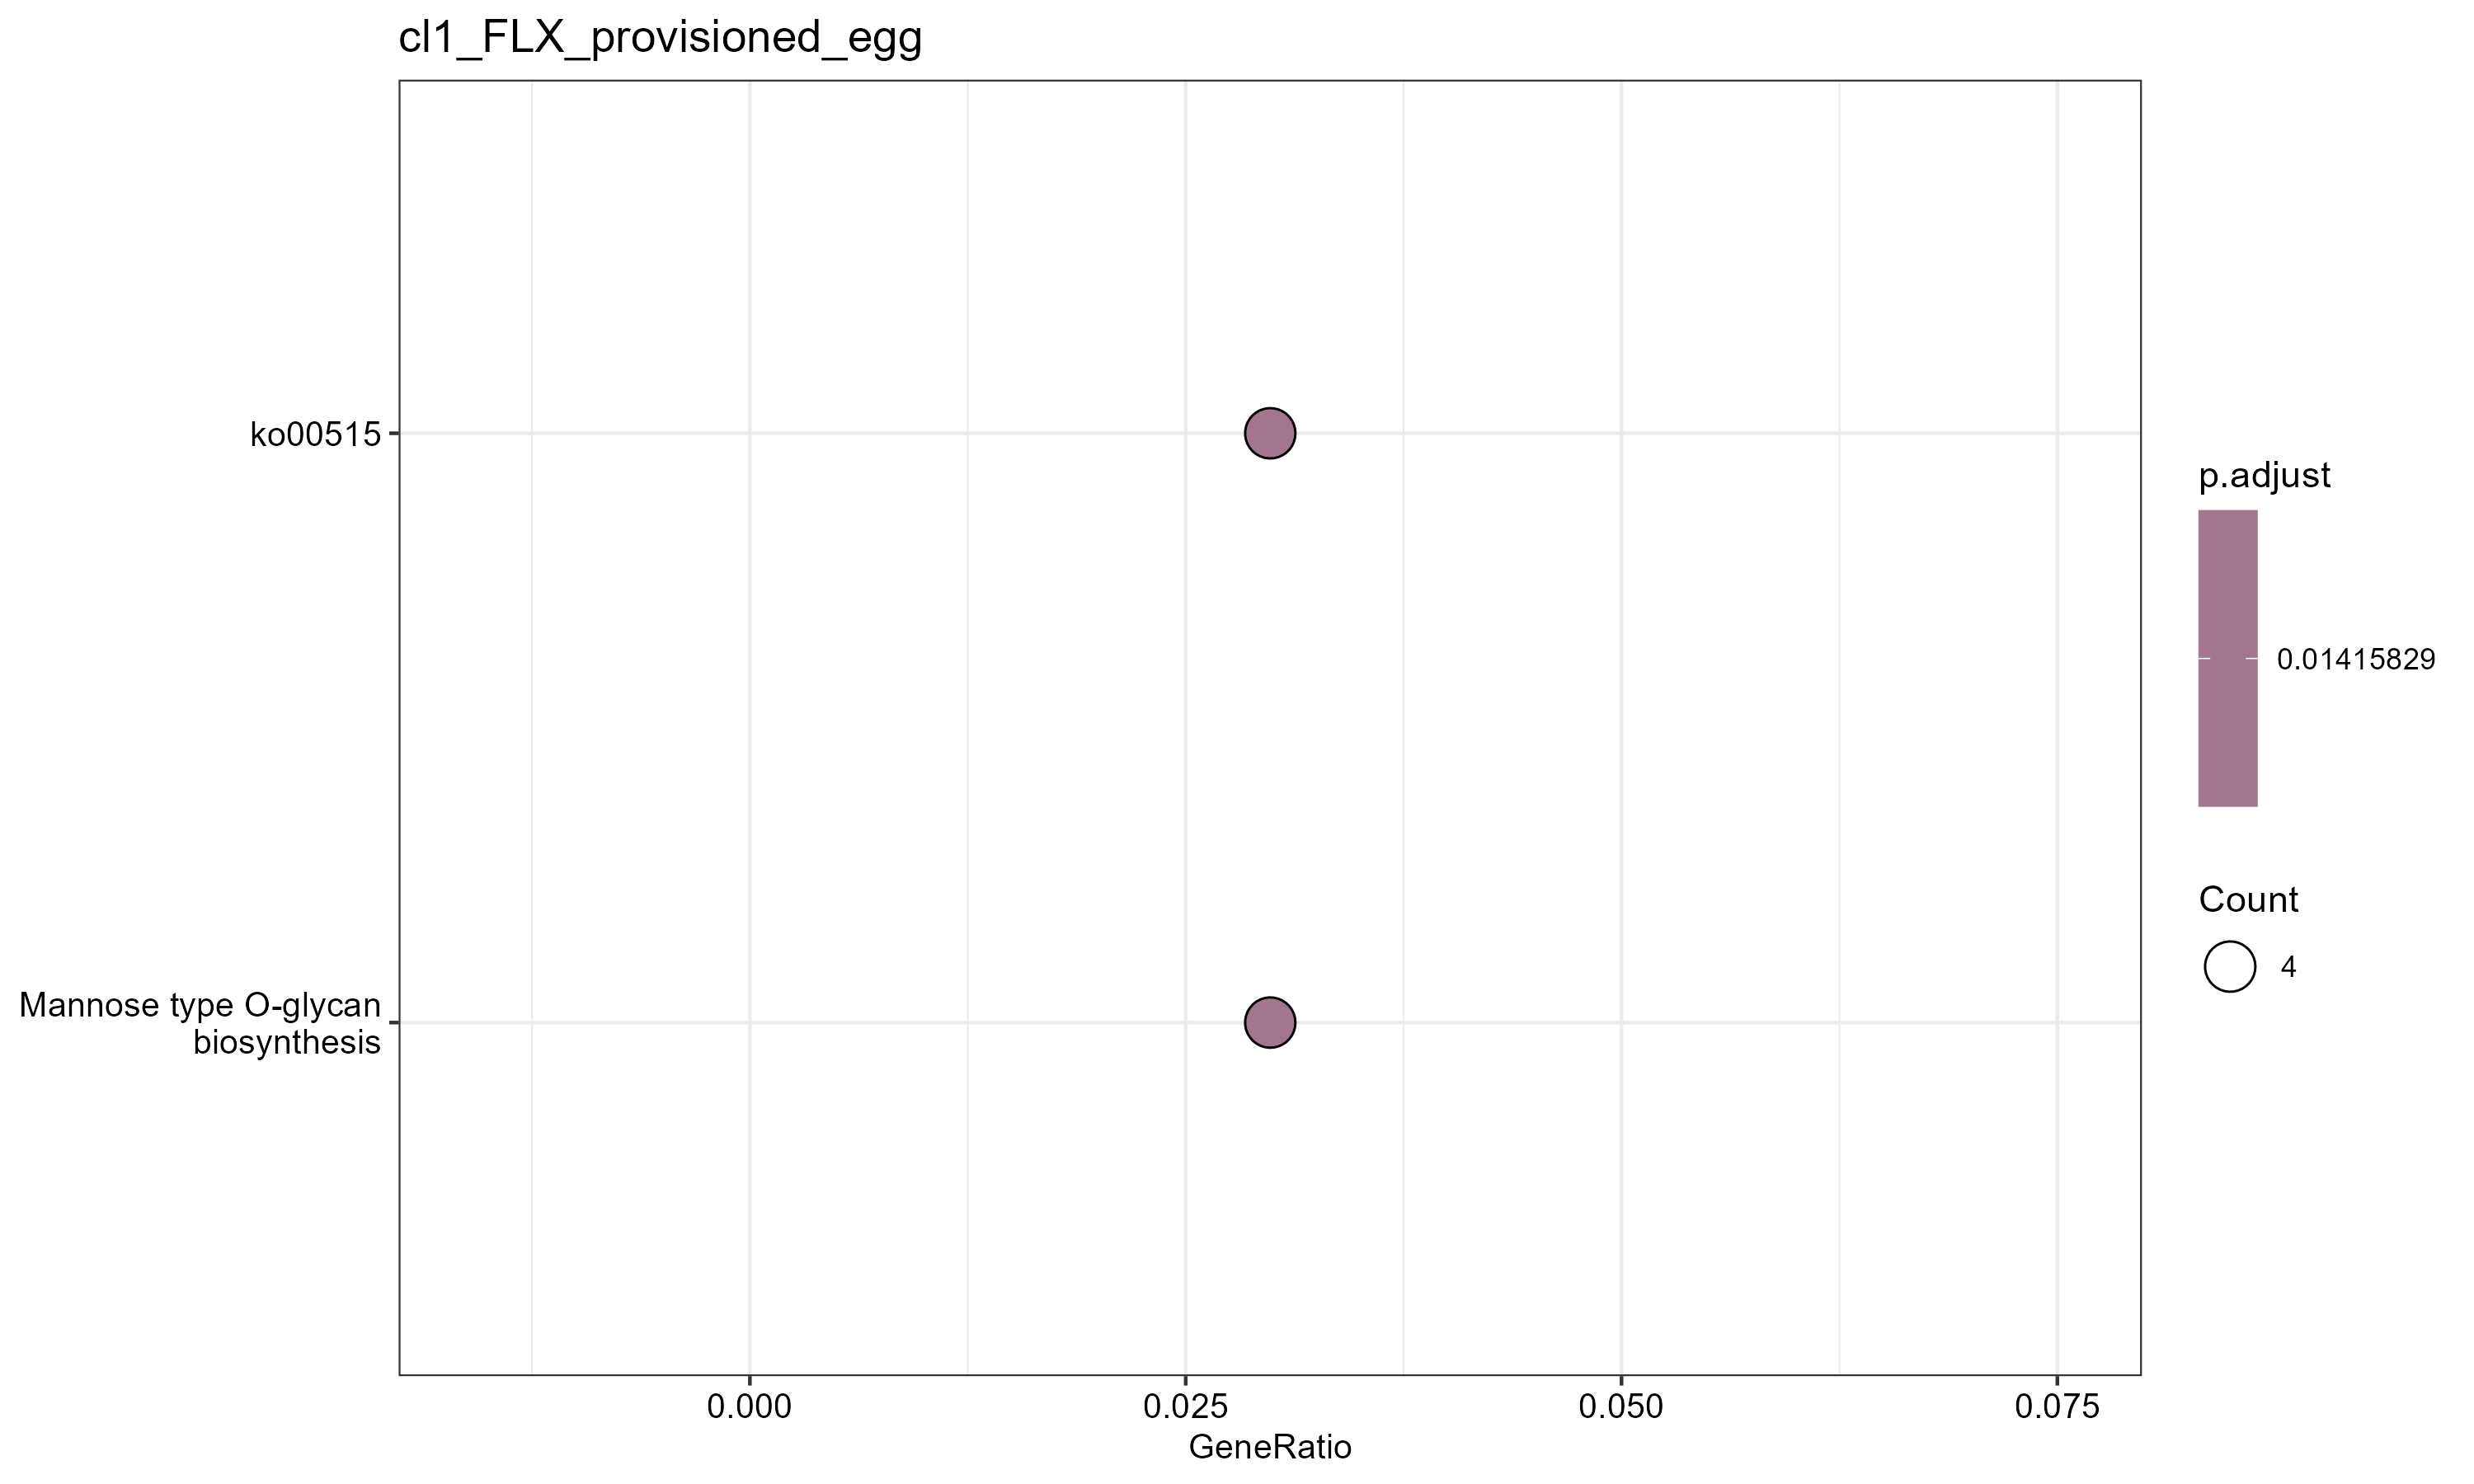 cl1_FLX_provisioned_egg
ko00515
Mannose type O-glycan
biosynthesis
0.000
0.025
0.050
0.075
GeneRatio
p.adjust
0.01415829
Count
4